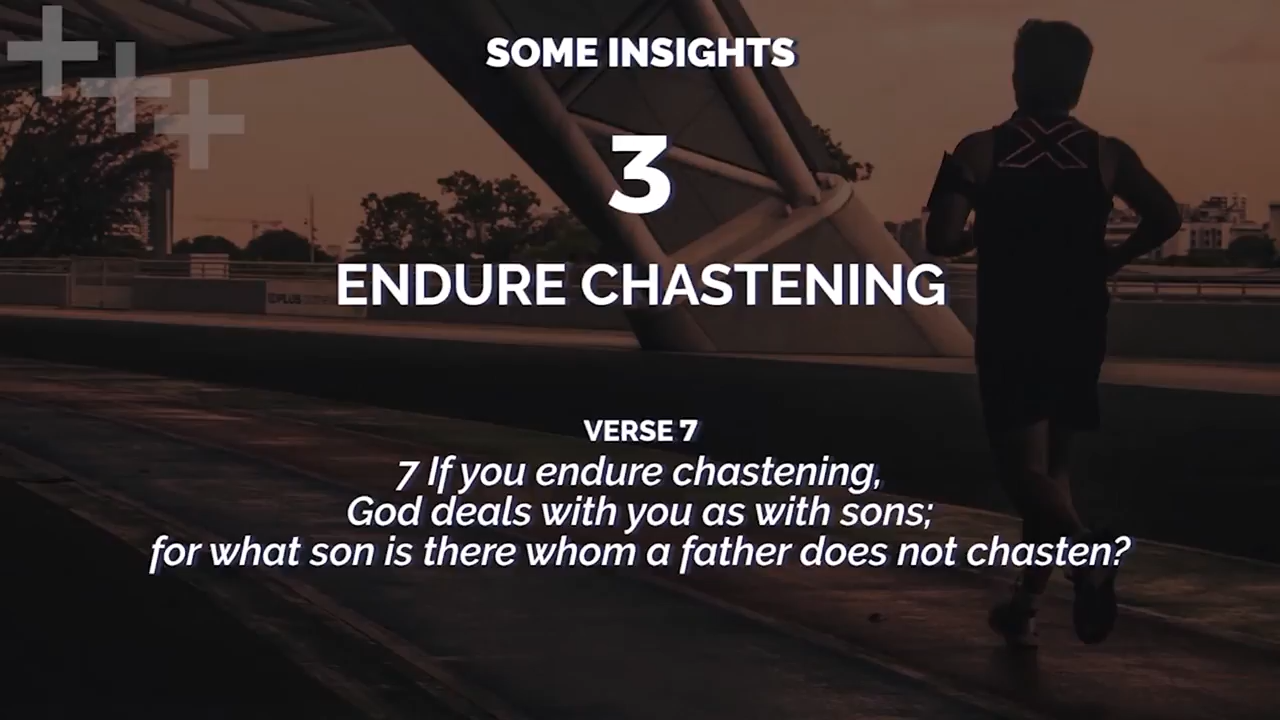 SOME INSIGHTS
3
ENDURE CHASTENING
VERSE 7
7 If you endure chastening,
God deals with you as with sons;
for what son is there whom a father does not chasten?